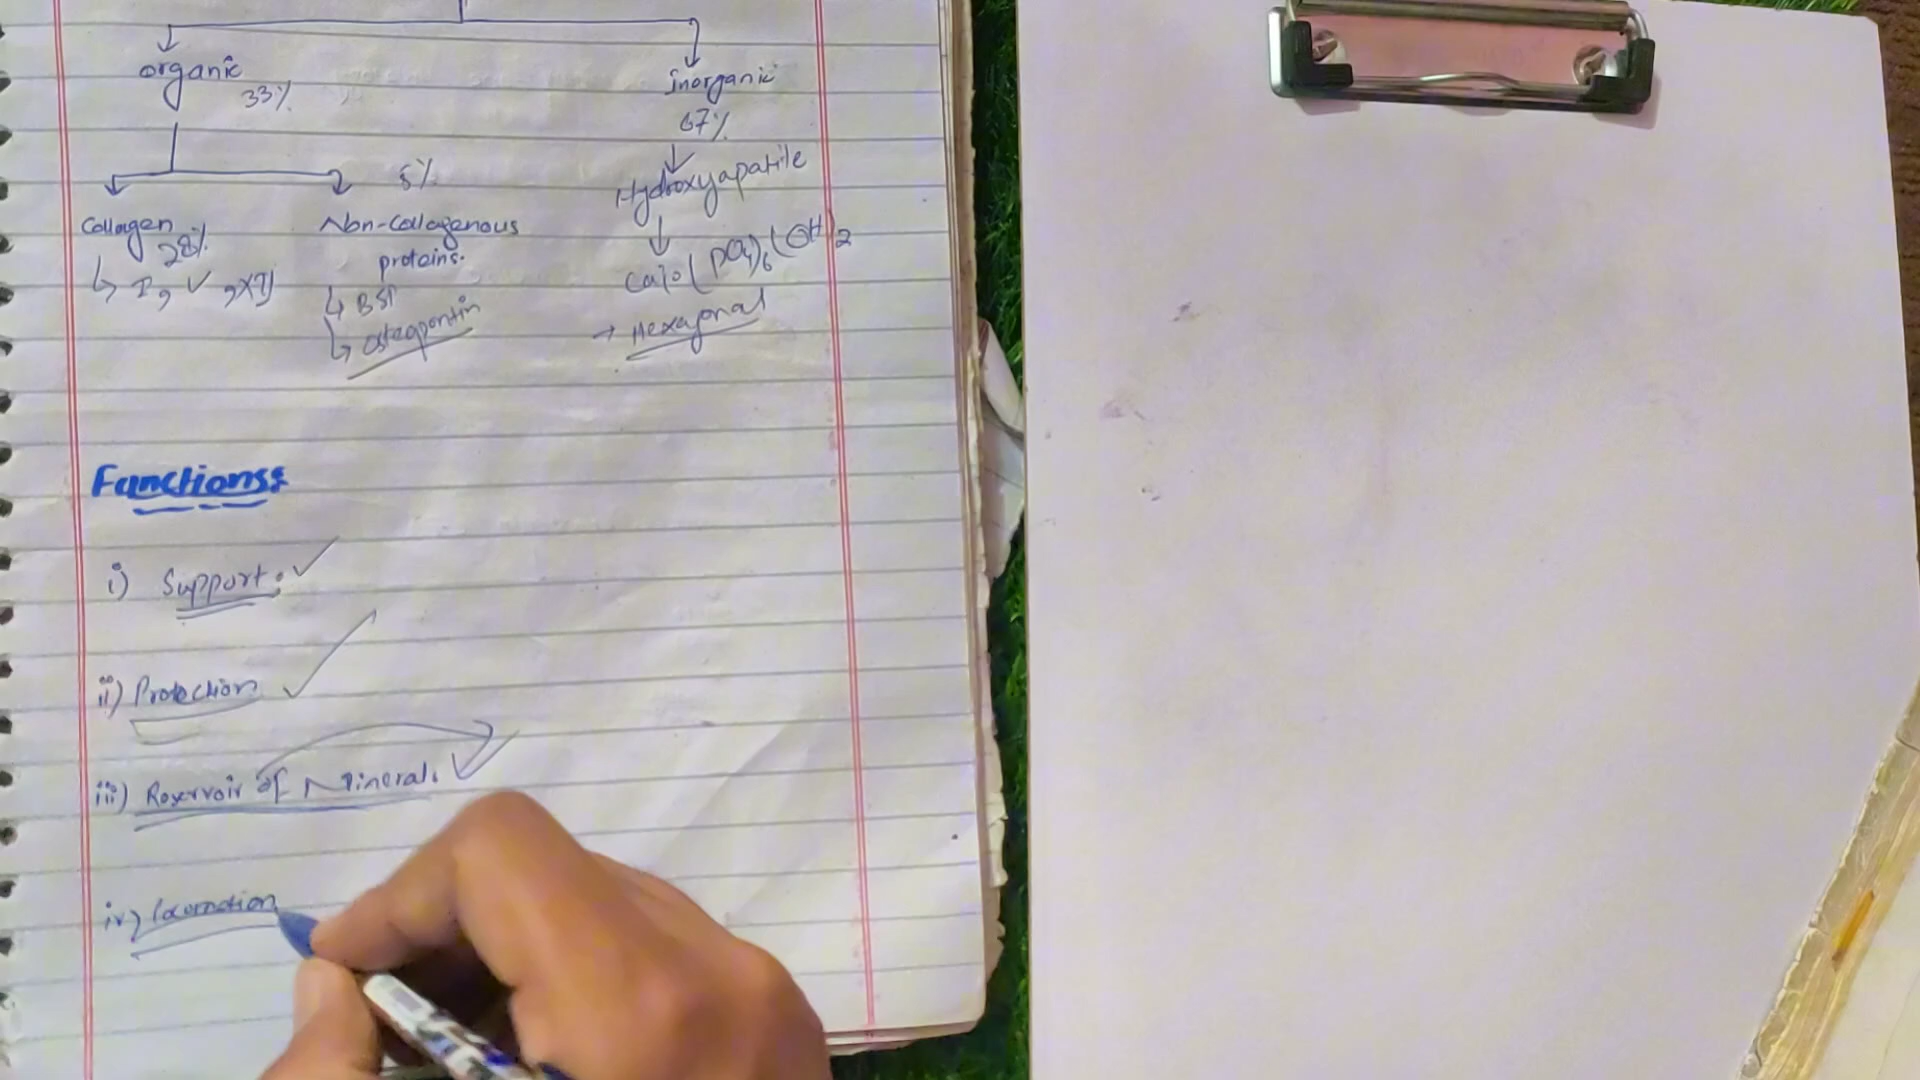 organic
33%
inorganic
67%
5%
Hydroxyapatite
Collagen
28%
Non-collagenous
proteins.
Ca10(PO4)6(OH)2
I, V, XII
BSP
osteopontin
Hexagonal
Functions:
i) Support.
ii) Protection
iii) Reservoir of Minerals
iv) locomotion